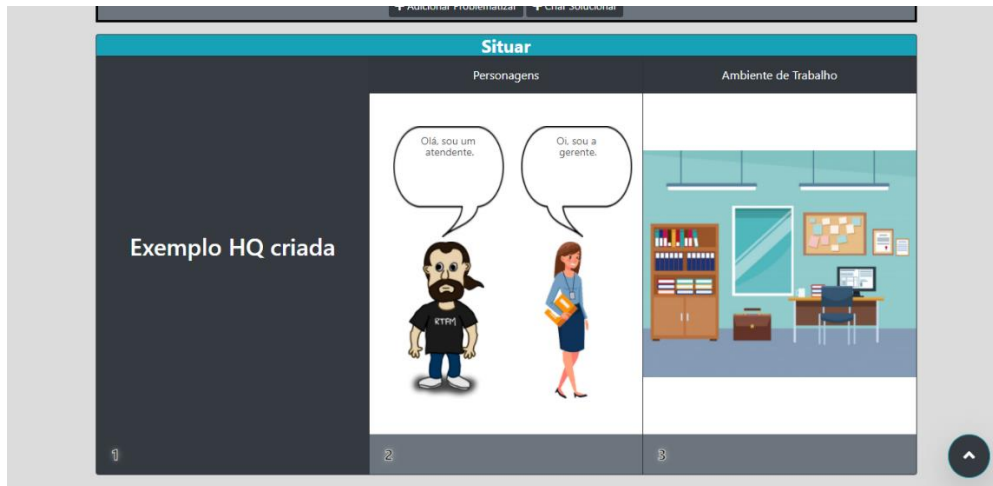 + Adicionar Problematizar + Criar Solucionar
Situar
Personagens
Ambiente de Trabalho
Olá, sou um
atendente.
Oi, sou a
gerente.
Exemplo HQ criada
RTFM
1
2
3